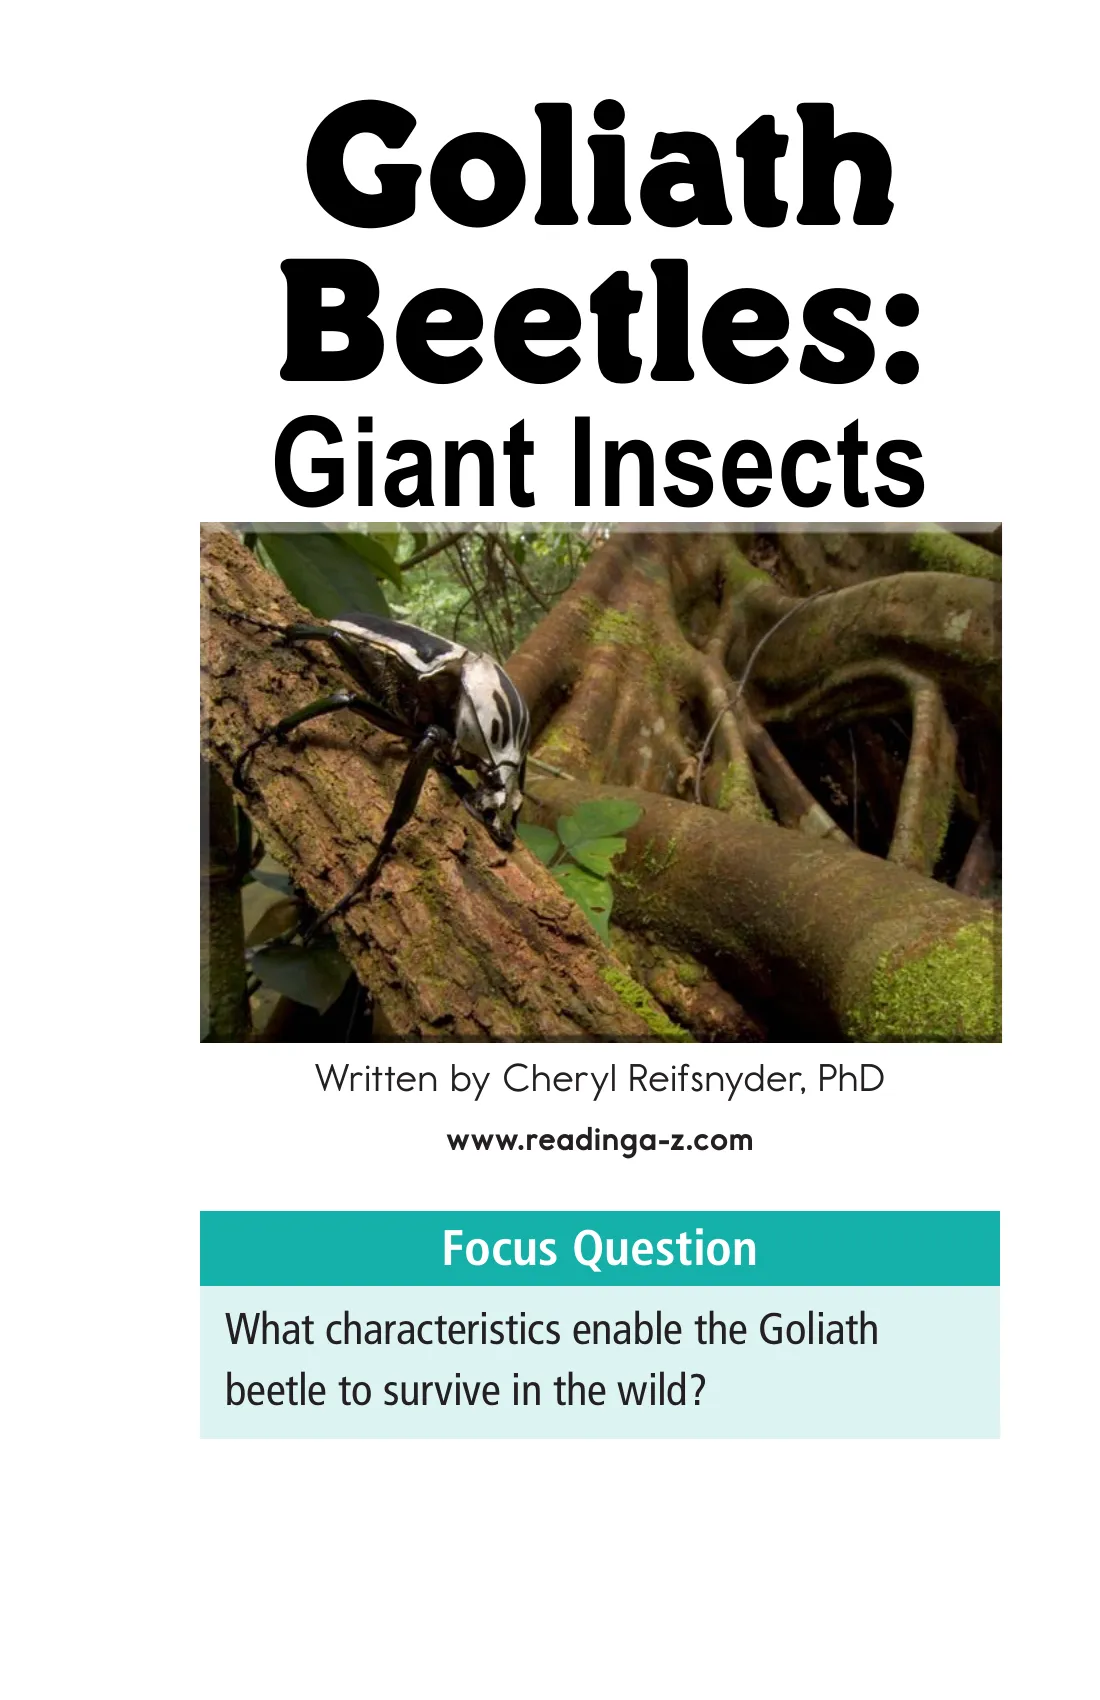 Goliath
Beetles:
Giant Insects
Written by Cheryl Reifsnyder, PhD
www.readinga-z.com
Focus Question
What characteristics enable the Goliath
beetle to survive in the wild?